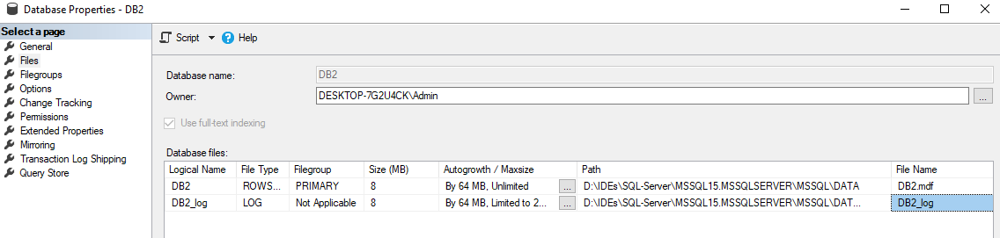 Database Properties - DB2
Select a page
General
Files
Filegroups
Options
Change Tracking
Permissions
Extended Properties
Mirroring
Transaction Log Shipping
Query Store
Script Help
Database name: DB2
Owner: DESKTOP-7G2U4CK\Admin ...
Use full-text indexing
Database files:
Logical Name File Type Filegroup Size (MB) Autogrowth / Maxsize Path File Name
DB2 ROWS... PRIMARY 8 By 64 MB, Unlimited ... D:\IDEs\SQL-Server\MSSQL15.MSSQLSERVER\MSSQL\DATA DB2.mdf
DB2_log LOG Not Applicable 8 By 64 MB, Limited to 2... ... D:\IDEs\SQL-Server\MSSQL15.MSSQLSERVER\MSSQL\DAT... DB2_log